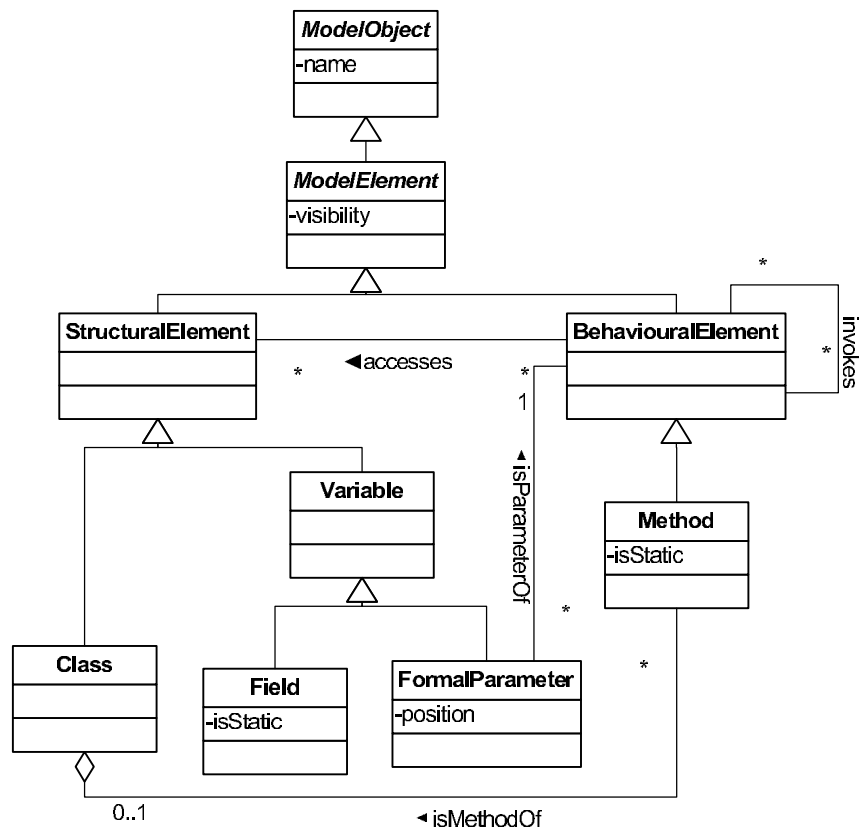 ModelObject
-name
ModelElement
-visibility
StructuralElement
BehaviouralElement
*
*
invokes
accesses
*
*
1
isParameterOf
*
Variable
Method
-isStatic
Class
Field
-isStatic
FormalParameter
-position
*
0..1
isMethodOf